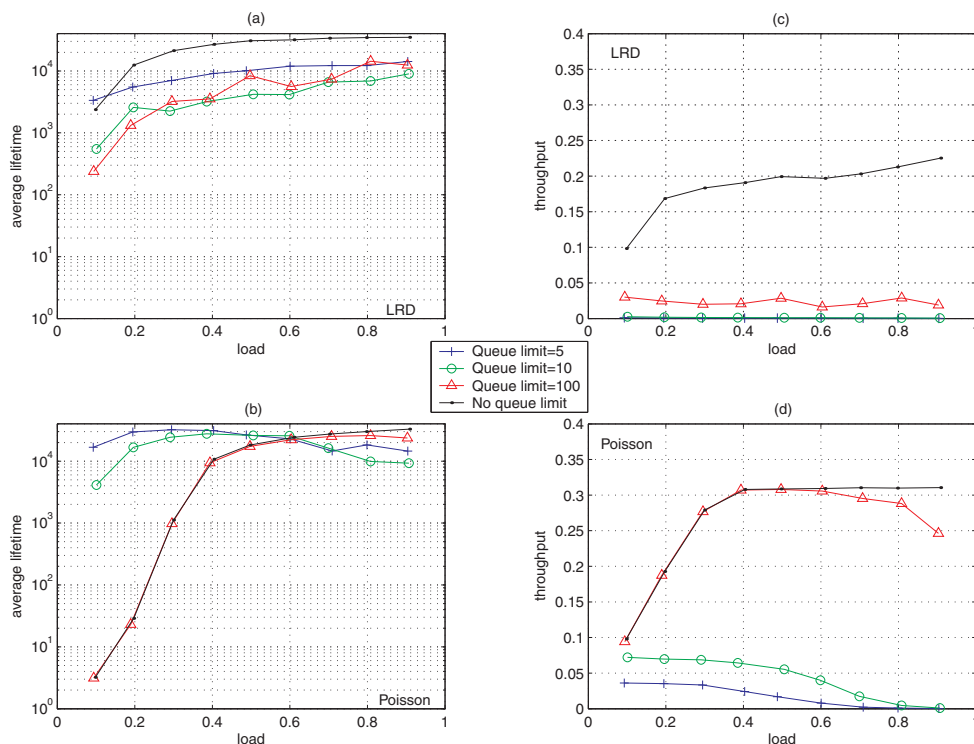 (a)
10^4
10^3
10^2
10^1
10^0
average lifetime
LRD
0 0.2 0.4 0.6 0.8 1
load
(c)
0.4
0.35
0.3
0.25
0.2
0.15
0.1
0.05
0
throughput
LRD
0 0.2 0.4 0.6 0.8 1
load
Queue limit=5
Queue limit=10
Queue limit=100
No queue limit
(b)
10^4
10^3
10^2
10^1
10^0
average lifetime
Poisson
0 0.2 0.4 0.6 0.8 1
load
(d)
0.4
0.35
0.3
0.25
0.2
0.15
0.1
0.05
0
throughput
Poisson
0 0.2 0.4 0.6 0.8 1
load